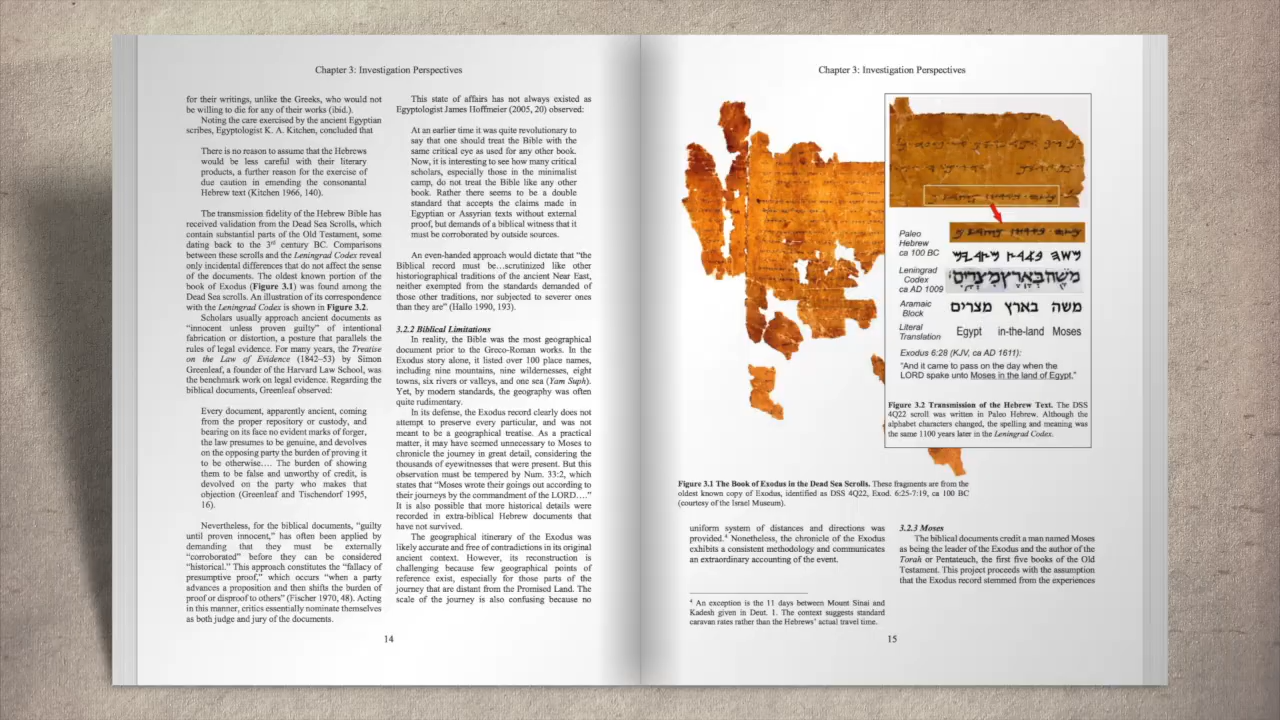 Chapter 3: Investigation Perspectives
for their writings, unlike the Greeks, who would not
be willing to die for any of their works (ibid.).
Noting the care exercised by the ancient Egyptian
scribes, Egyptologist K. A. Kitchen, concluded that
There is no reason to assume that the Hebrews
would be less careful with their literary
products, a further reason for the exercise of
due caution in emending the consonantal
Hebrew text (Kitchen 1966, 140).
The transmission fidelity of the Hebrew Bible has
received validation from the Dead Sea Scrolls, which
contain substantial parts of the Old Testament, some
dating back to the 3rd century BC. Comparisons
between these scrolls and the Leningrad Codex reveal
only incidental differences that do not affect the sense
of the documents. The oldest known portion of the
book of Exodus (Figure 3.1) was found among the
Dead Sea scrolls. An illustration of its correspondence
with the Leningrad Codex is shown in Figure 3.2.
Scholars usually approach ancient documents as
“innocent unless proven guilty” of intentional
fabrication or distortion, a posture that parallels the
rules of legal evidence. For many years, the Treatise
on the Law of Evidence (1842–53) by Simon
Greenleaf, a founder of the Harvard Law School, was
the benchmark work on legal evidence. Regarding the
biblical documents, Greenleaf observed:
Every document, apparently ancient, coming
from the proper repository or custody, and
bearing on its face no evident marks of forger,
the law presumes to be genuine, and devolves
on the opposing party the burden of proving it
to be otherwise.… The burden of showing
them to be false and unworthy of credit, is
devolved on the party who makes that
objection (Greenleaf and Tischendorf 1995,
16).
Nevertheless, for the biblical documents, “guilty
until proven innocent,” has often been applied by
demanding that they must be externally
“corroborated” before they can be considered
“historical.” This approach constitutes the “fallacy of
presumptive proof,” which occurs “when a party
advances a proposition and then shifts the burden of
proof or disproof to others” (Fischer 1970, 48). Acting
in this manner, critics essentially nominate themselves
as both judge and jury of the documents.
This state of affairs has not always existed as
Egyptologist James Hoffmeier (2005, 20) observed:
At an earlier time it was quite revolutionary to
say that one should treat the Bible with the
same critical eye as used for any other book.
Now, it is interesting to see how many critical
scholars, especially those in the minimalist
camp, do not treat the Bible like any other
book. Rather there seems to be a double
standard that accepts the claims made in
Egyptian or Assyrian texts without external
proof, but demands of a biblical witness that it
must be corroborated by outside sources.
An even-handed approach would dictate that “the
Biblical record must be…scrutinized like other
historiographical traditions of the ancient Near East,
neither exempted from the standards demanded of
those other traditions, nor subjected to severer ones
than they are” (Hallo 1990, 193).
3.2.2 Biblical Limitations
In reality, the Bible was the most geographical
document prior to the Greco-Roman works. In the
Exodus story alone, it listed over 100 place names,
including nine mountains, nine wildernesses, eight
towns, six rivers or valleys, and one sea (Yam Suph).
Yet, by modern standards, the geography was often
quite rudimentary.
In its defense, the Exodus record clearly does not
attempt to preserve every particular, and was not
meant to be a geographical treatise. As a practical
matter, it may have seemed unnecessary to Moses to
chronicle the journey in great detail, considering the
thousands of eyewitnesses that were present. But this
observation must be tempered by Num. 33:2, which
states that “Moses wrote their goings out according to
their journeys by the commandment of the LORD.…”
It is also possible that more historical details were
recorded in extra-biblical Hebrew documents that
have not survived.
The geographical itinerary of the Exodus was
likely accurate and free of contradictions in its original
ancient context. However, its reconstruction is
challenging because few geographical points of
reference exist, especially for those parts of the
journey that are distant from the Promised Land. The
scale of the journey is also confusing because no
14
Chapter 3: Investigation Perspectives
Paleo
Hebrew
ca 100 BC
Leningrad
Codex
ca AD 1009
מֹשֶׁה בְּאֶרֶץ מִצְרָיִם
Aramaic
Block
משה בארץ מצרים
Literal
Translation
Egypt in-the-land Moses
Exodus 6:28 (KJV, ca AD 1611):
“And it came to pass on the day when the
LORD spake unto Moses in the land of Egypt.”
Figure 3.2 Transmission of the Hebrew Text. The DSS
4Q22 scroll was written in Paleo Hebrew. Although the
alphabet characters changed, the spelling and meaning was
the same 1100 years later in the Leningrad Codex.
Figure 3.1 The Book of Exodus in the Dead Sea Scrolls. These fragments are from the
oldest known copy of Exodus, identified as DSS 4Q22, Exod. 6:25-7:19, ca 100 BC
(courtesy of the Israel Museum).
uniform system of distances and directions was
provided.4 Nonetheless, the chronicle of the Exodus
exhibits a consistent methodology and communicates
an extraordinary accounting of the event.
4 An exception is the 11 days between Mount Sinai and
Kadesh given in Deut. 1. The context suggests standard
caravan rates rather than the Hebrews’ actual travel time.
3.2.3 Moses
The biblical documents credit a man named Moses
as being the leader of the Exodus and the author of the
Torah or Pentateuch, the first five books of the Old
Testament. This project proceeds with the assumption
that the Exodus record stemmed from the experiences
15